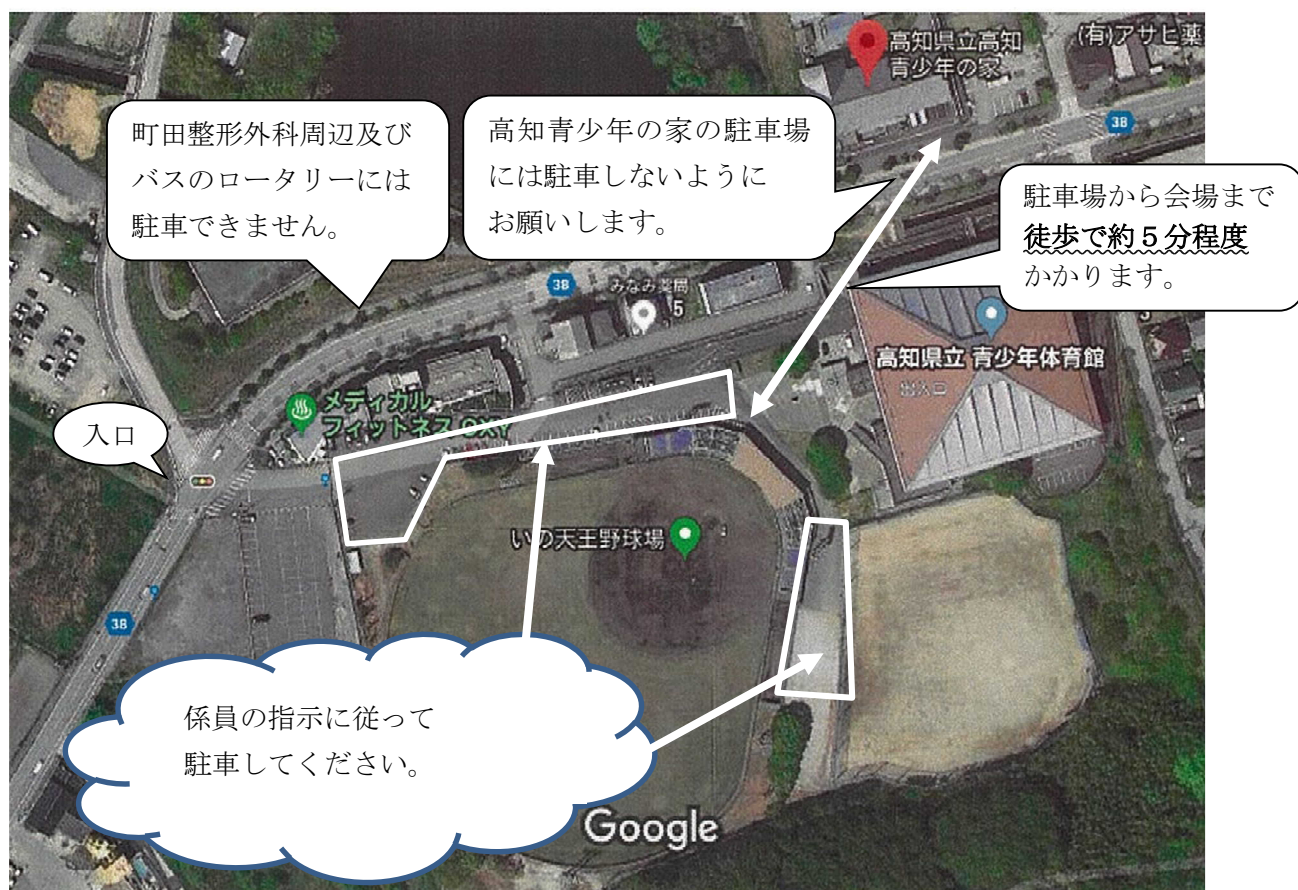 高知県立高知
青少年の家
(有)アサヒ薬
38
町田整形外科周辺及び
バスのロータリーには
駐車できません。
高知青少年の家の駐車場
には駐車しないように
お願いします。
駐車場から会場まで
徒歩で約５分程度
かかります。
38
みなみ薬局
5
高知県立 青少年体育館
出入口
メディカル
フィットネス OXY
入口
いの天王野球場
38
係員の指示に従って
駐車してください。
Google